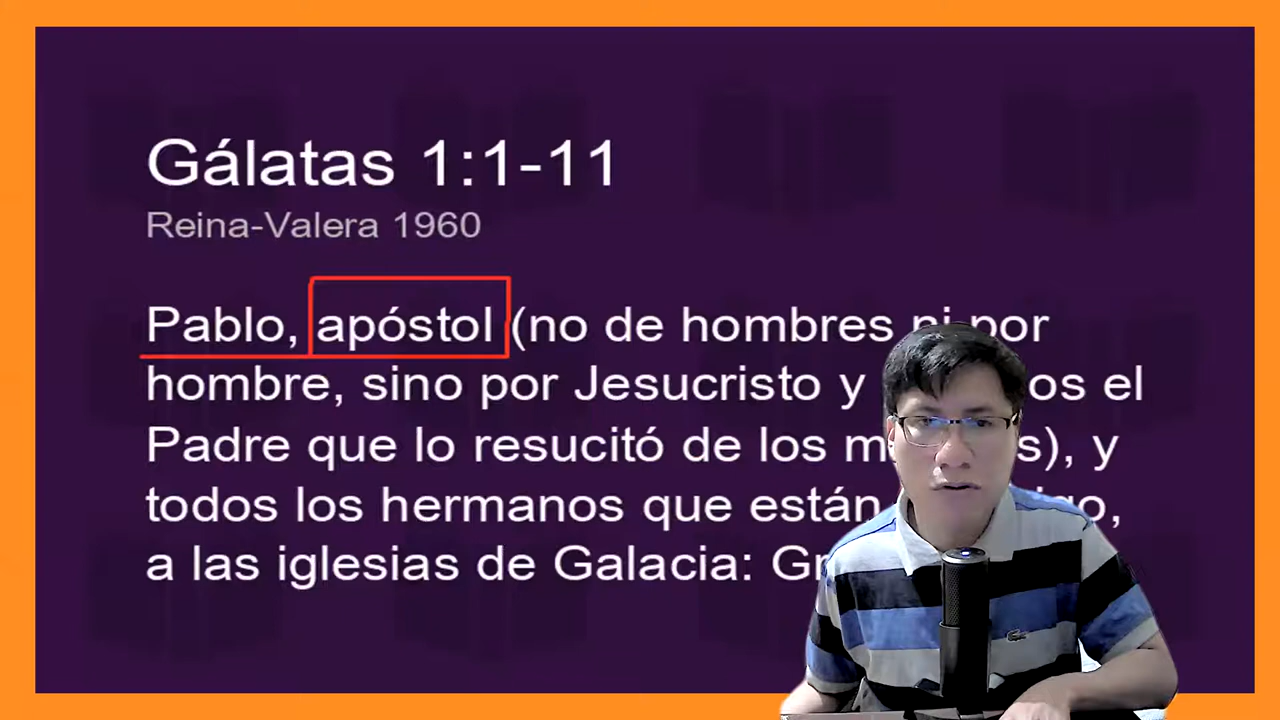 Gálatas 1:1-11
Reina-Valera 1960
Pablo, apóstol (no de hombres ni por
hombre, sino por Jesucristo y el
Padre que lo resucitó de los y
todos los hermanos que están
a las iglesias de Galacia: